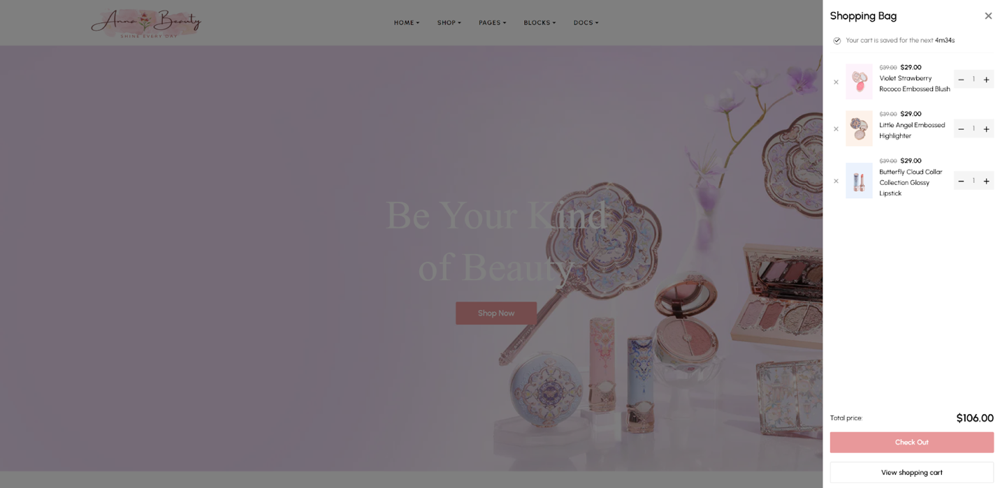 Anna Beauty
SHINE EVERY DAY
HOME
SHOP
PAGES
BLOCKS
DOCS
Be Your Kind
of Beauty
Shop Now
Shopping Bag
Your cart is saved for the next 4m34s
$39.00 $29.00
Violet Strawberry
Rococo Embossed Blush
1
$39.00 $29.00
Little Angel Embossed
Highlighter
1
$39.00 $29.00
Butterfly Cloud Collar
Collection Glossy
Lipstick
1
Total price: $106.00
Check Out
View shopping cart